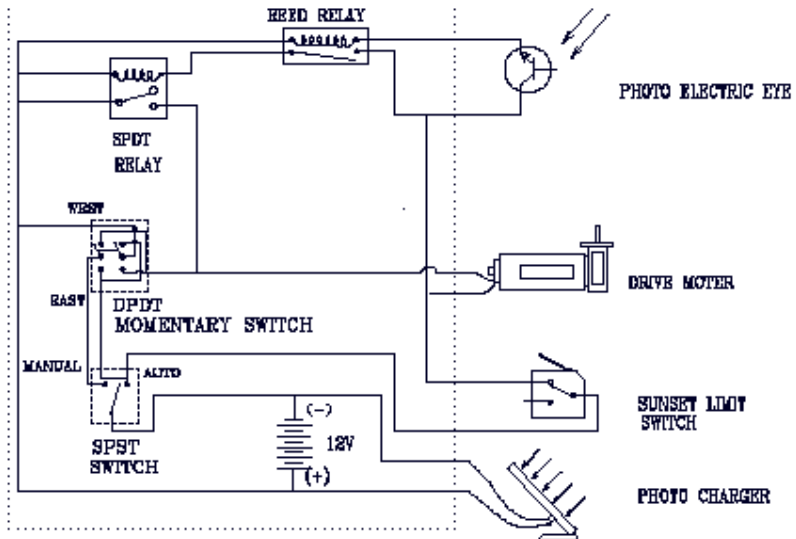 REED RELAY
PHOTO ELECTRIC EYE
SPDT
RELAY
WEST
EAST
DPDT
MOMENTARY SWITCH
DRIVE MOTER
MANUAL
AUTO
SPST
SWITCH
(-)
12V
(+)
SUNSET LIMIT
SWITCH
PHOTO CHARGER